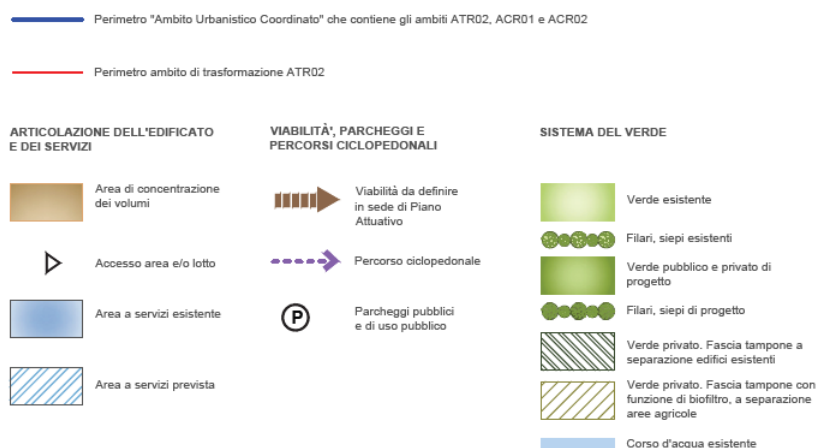 Perimetro "Ambito Urbanistico Coordinato" che contiene gli ambiti ATR02, ACR01 e ACR02
Perimetro ambito di trasformazione ATR02
ARTICOLAZIONE DELL'EDIFICATO
E DEI SERVIZI
Area di concentrazione
dei volumi
Accesso area e/o lotto
Area a servizi esistente
Area a servizi prevista
VIABILITÀ', PARCHEGGI E
PERCORSI CICLOPEDONALI
Viabilità da definire
in sede di Piano
Attuativo
Percorso ciclopedonale
P
Parcheggi pubblici
e di uso pubblico
SISTEMA DEL VERDE
Verde esistente
Filari, siepi esistenti
Verde pubblico e privato di
progetto
Filari, siepi di progetto
Verde privato. Fascia tampone a
separazione edifici esistenti
Verde privato. Fascia tampone con
funzione di biofiltro, a separazione
aree agricole
Corso d'acqua esistente